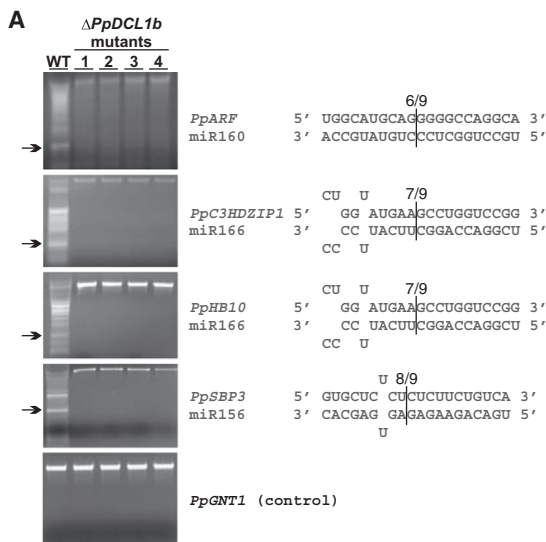 A
ΔPpDCL1b
mutants
WT 1 2 3 4
6/9
PpARF 5′ UGGCAUGCAGGGGGCCAGGCA 3′
miR160 3′ ACCGUAUGUCCCUCGGUCCGU 5′
CU U 7/9
PpC3HDZIP1 5′ GG AUGAAGCCUGGUCCGG 3′
miR166 3′ CC UACUUCGGACCAGGCU 5′
CC U
CU U 7/9
PpHB10 5′ GG AUGAAGCCUGGUCCGG 3′
miR166 3′ CC UACUUCGGACCAGGCU 5′
CC U
U 8/9
PpSBP3 5′ GUGCUC CUCUCUUCUGUCA 3′
miR156 3′ CACGAG GAGAGAAGACAGU 5′
U
PpGNT1 (control)